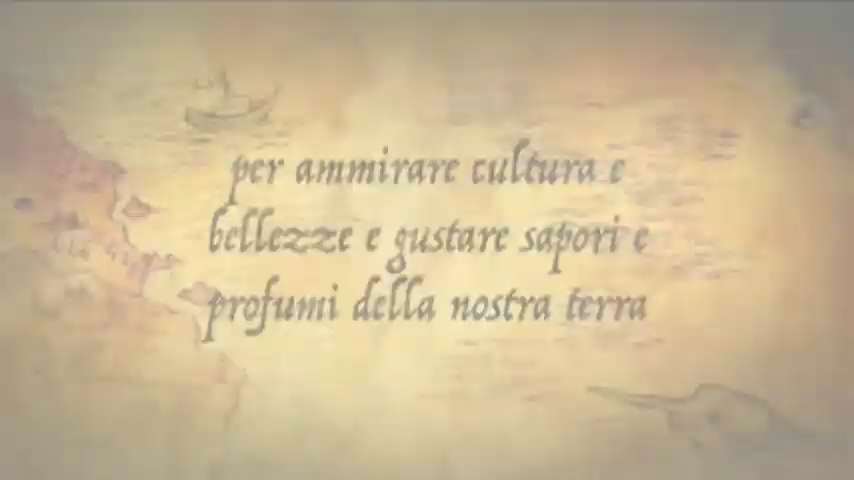 per ammirare cultura e
bellezze e gustare sapori e
profumi della nostra terra